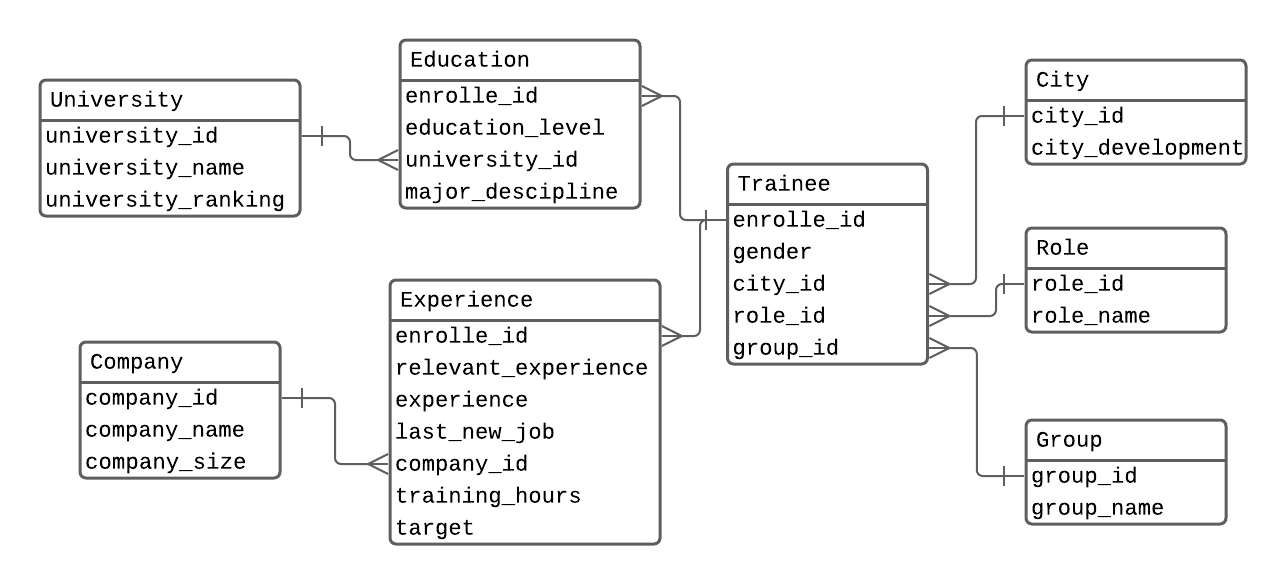 University
university_id
university_name
university_ranking
Education
enrolle_id
education_level
university_id
major_descipline
Company
company_id
company_name
company_size
Experience
enrolle_id
relevant_experience
experience
last_new_job
company_id
training_hours
target
Trainee
enrolle_id
gender
city_id
role_id
group_id
City
city_id
city_development
Role
role_id
role_name
Group
group_id
group_name